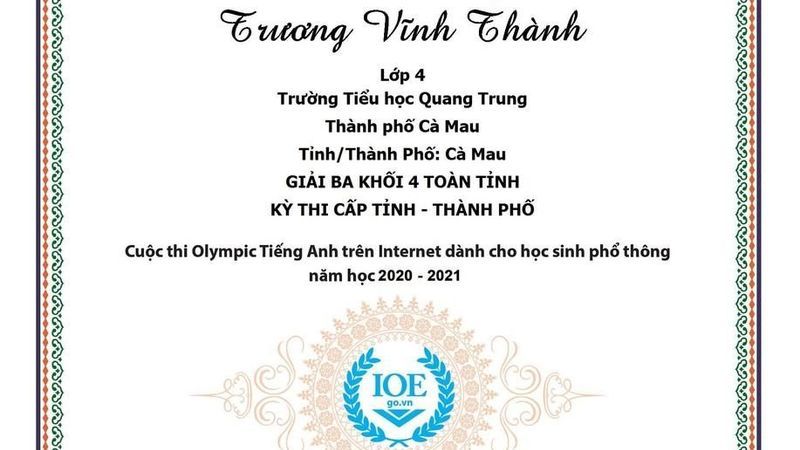 Trương Vĩnh Thành
Lớp 4
Trường Tiểu học Quang Trung
Thành phố Cà Mau
Tỉnh/Thành Phố: Cà Mau
GIẢI BA KHỐI 4 TOÀN TỈNH
KỲ THI CẤP TỈNH - THÀNH PHỐ
Cuộc thi Olympic Tiếng Anh trên Internet dành cho học sinh phổ thông
năm học 2020 - 2021
IOE
go.vn